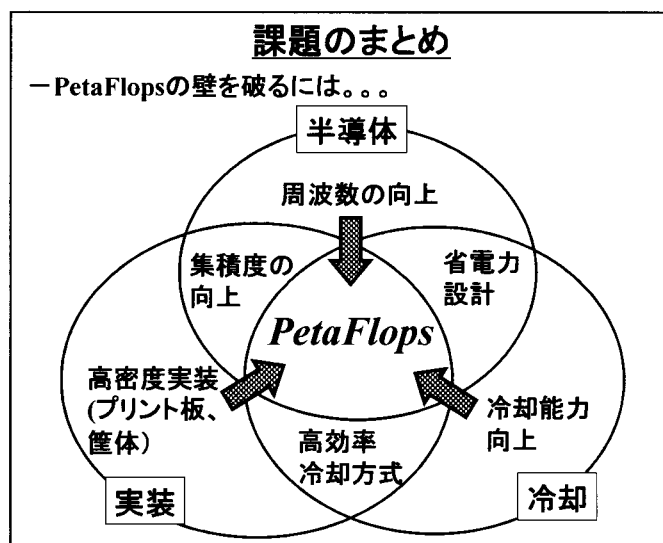 課題のまとめ
－PetaFlopsの壁を破るには。。。
半導体
周波数の向上
集積度の
向上
省電力
設計
PetaFlops
高密度実装
(プリント板、
筐体)
冷却能力
向上
高効率
冷却方式
実装
冷却